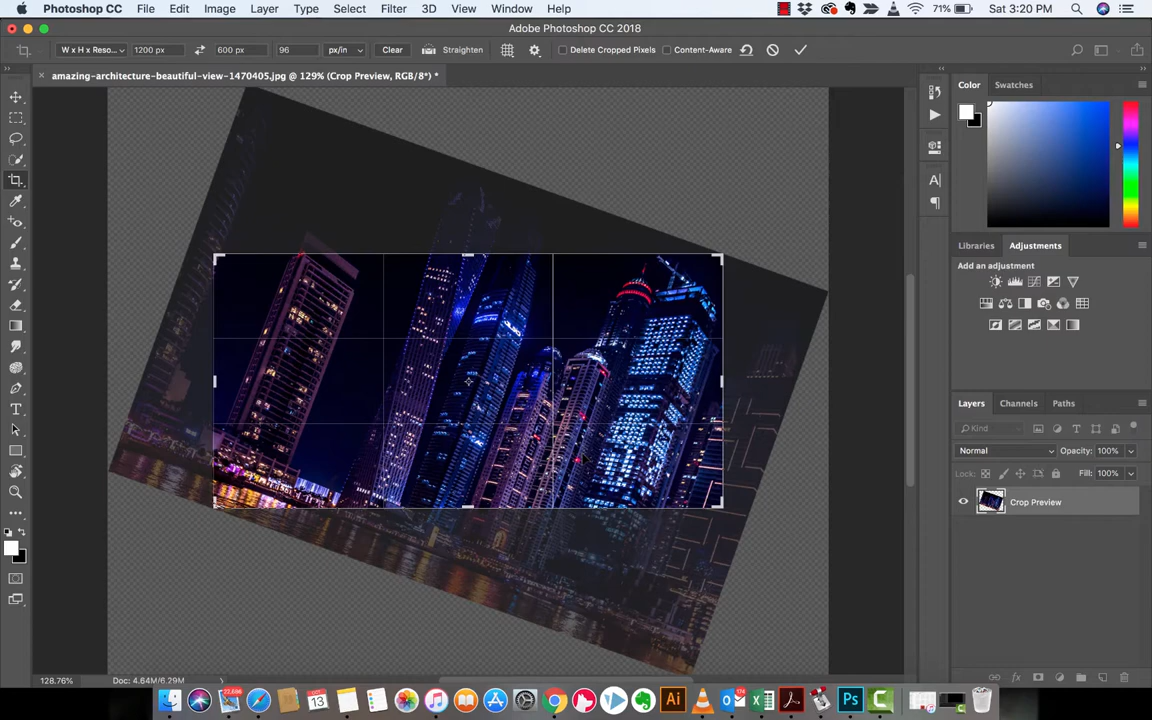 Photoshop CC File Edit Image Layer Type Select Filter 3D View Window Help 71% Sat 3:20 PM
Adobe Photoshop CC 2018
W x H x Reso... 1200 px 600 px 96 px/in Clear Straighten Delete Cropped Pixels Content-Aware
× amazing-architecture-beautiful-view-1470405.jpg @ 129% (Crop Preview, RGB/8*) *
Color Swatches
Libraries Adjustments
Add an adjustment
Layers Channels Paths
Kind
Normal Opacity: 100%
Lock: Fill: 100%
Crop Preview
128.76% Doc: 4.64M/6.29M